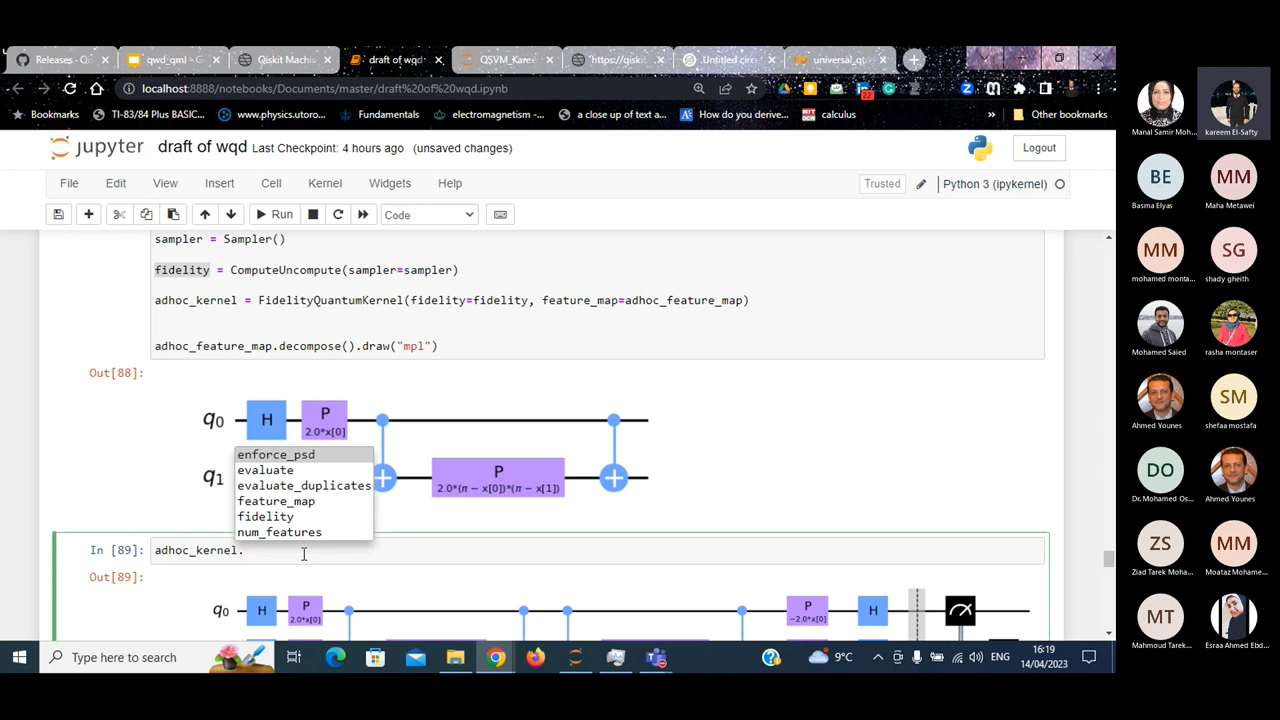 Releases · Qi
qwd_qml - G
Qiskit Machis
draft of wqd
QSVM_Karee
"https://qiskit
Untitled circ
universal_qu
localhost:8888/notebooks/Documents/master/draft%20of%20wqd.ipynb
Bookmarks
TI-83/84 Plus BASIC...
www.physics.utoro...
Fundamentals
electromagnetism -...
a close up of text a...
How do you derive...
calculus
»
Other bookmarks
jupyter draft of wqd Last Checkpoint: 4 hours ago (unsaved changes)
Logout
File Edit View Insert Cell Kernel Widgets Help
Trusted
Python 3 (ipykernel)
Run
Code
sampler = Sampler()
fidelity = ComputeUncompute(sampler=sampler)
adhoc_kernel = FidelityQuantumKernel(fidelity=fidelity, feature_map=adhoc_feature_map)
adhoc_feature_map.decompose().draw("mpl")
Out[88]:
q0 H P
2.0*x[0]
q1 P
2.0*(π − x[0])*(π − x[1])
enforce_psd
evaluate
evaluate_duplicates
feature_map
fidelity
num_features
In [89]: adhoc_kernel.
Out[89]:
q0 H P P H
2.0*x[0] −2.0*x[0]
Type here to search
9°C
ENG
16:19
14/04/2023
Manal Samir Moh...
kareem El-Safty
BE
Basma Elyas
MM
Maha Metawei
MM
mohamed monta...
SG
shady gheith
Mohamed Saied
rasha montaser
Ahmed Younes
SM
shefaa mostafa
DO
Dr. Mohamed Os...
Ahmed Younes
ZS
Ziad Tarek Moha...
MM
Moataz Mohame...
MT
Mahmoud Tarek...
Esraa Ahmed Ebd...